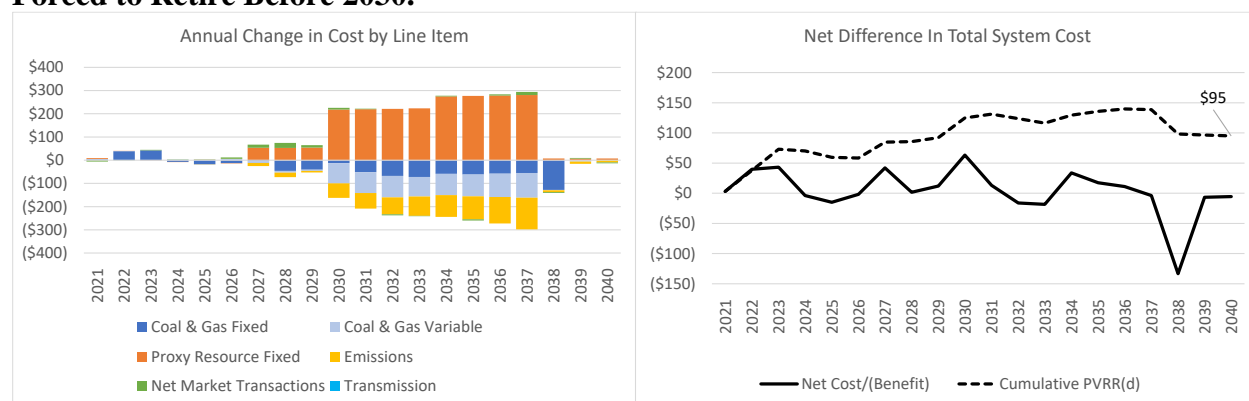 Forced to Retire Before 2030.
Annual Change in Cost by Line Item
$400
$300
$200
$100
$0
($100)
($200)
($300)
($400)
2021 2022 2023 2024 2025 2026 2027 2028 2029 2030 2031 2032 2033 2034 2035 2036 2037 2038 2039 2040
Coal & Gas Fixed Coal & Gas Variable
Proxy Resource Fixed Emissions
Net Market Transactions Transmission
Net Difference In Total System Cost
$200
$150
$100
$50
$0
($50)
($100)
($150)
$95
2021 2022 2023 2024 2025 2026 2027 2028 2029 2030 2031 2032 2033 2034 2035 2036 2037 2038 2039 2040
Net Cost/(Benefit) Cumulative PVRR(d)